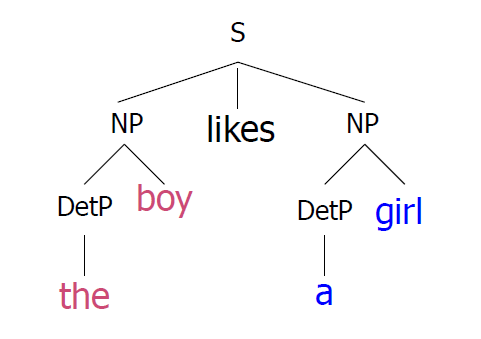 S
NP likes NP
DetP boy DetP girl
the a